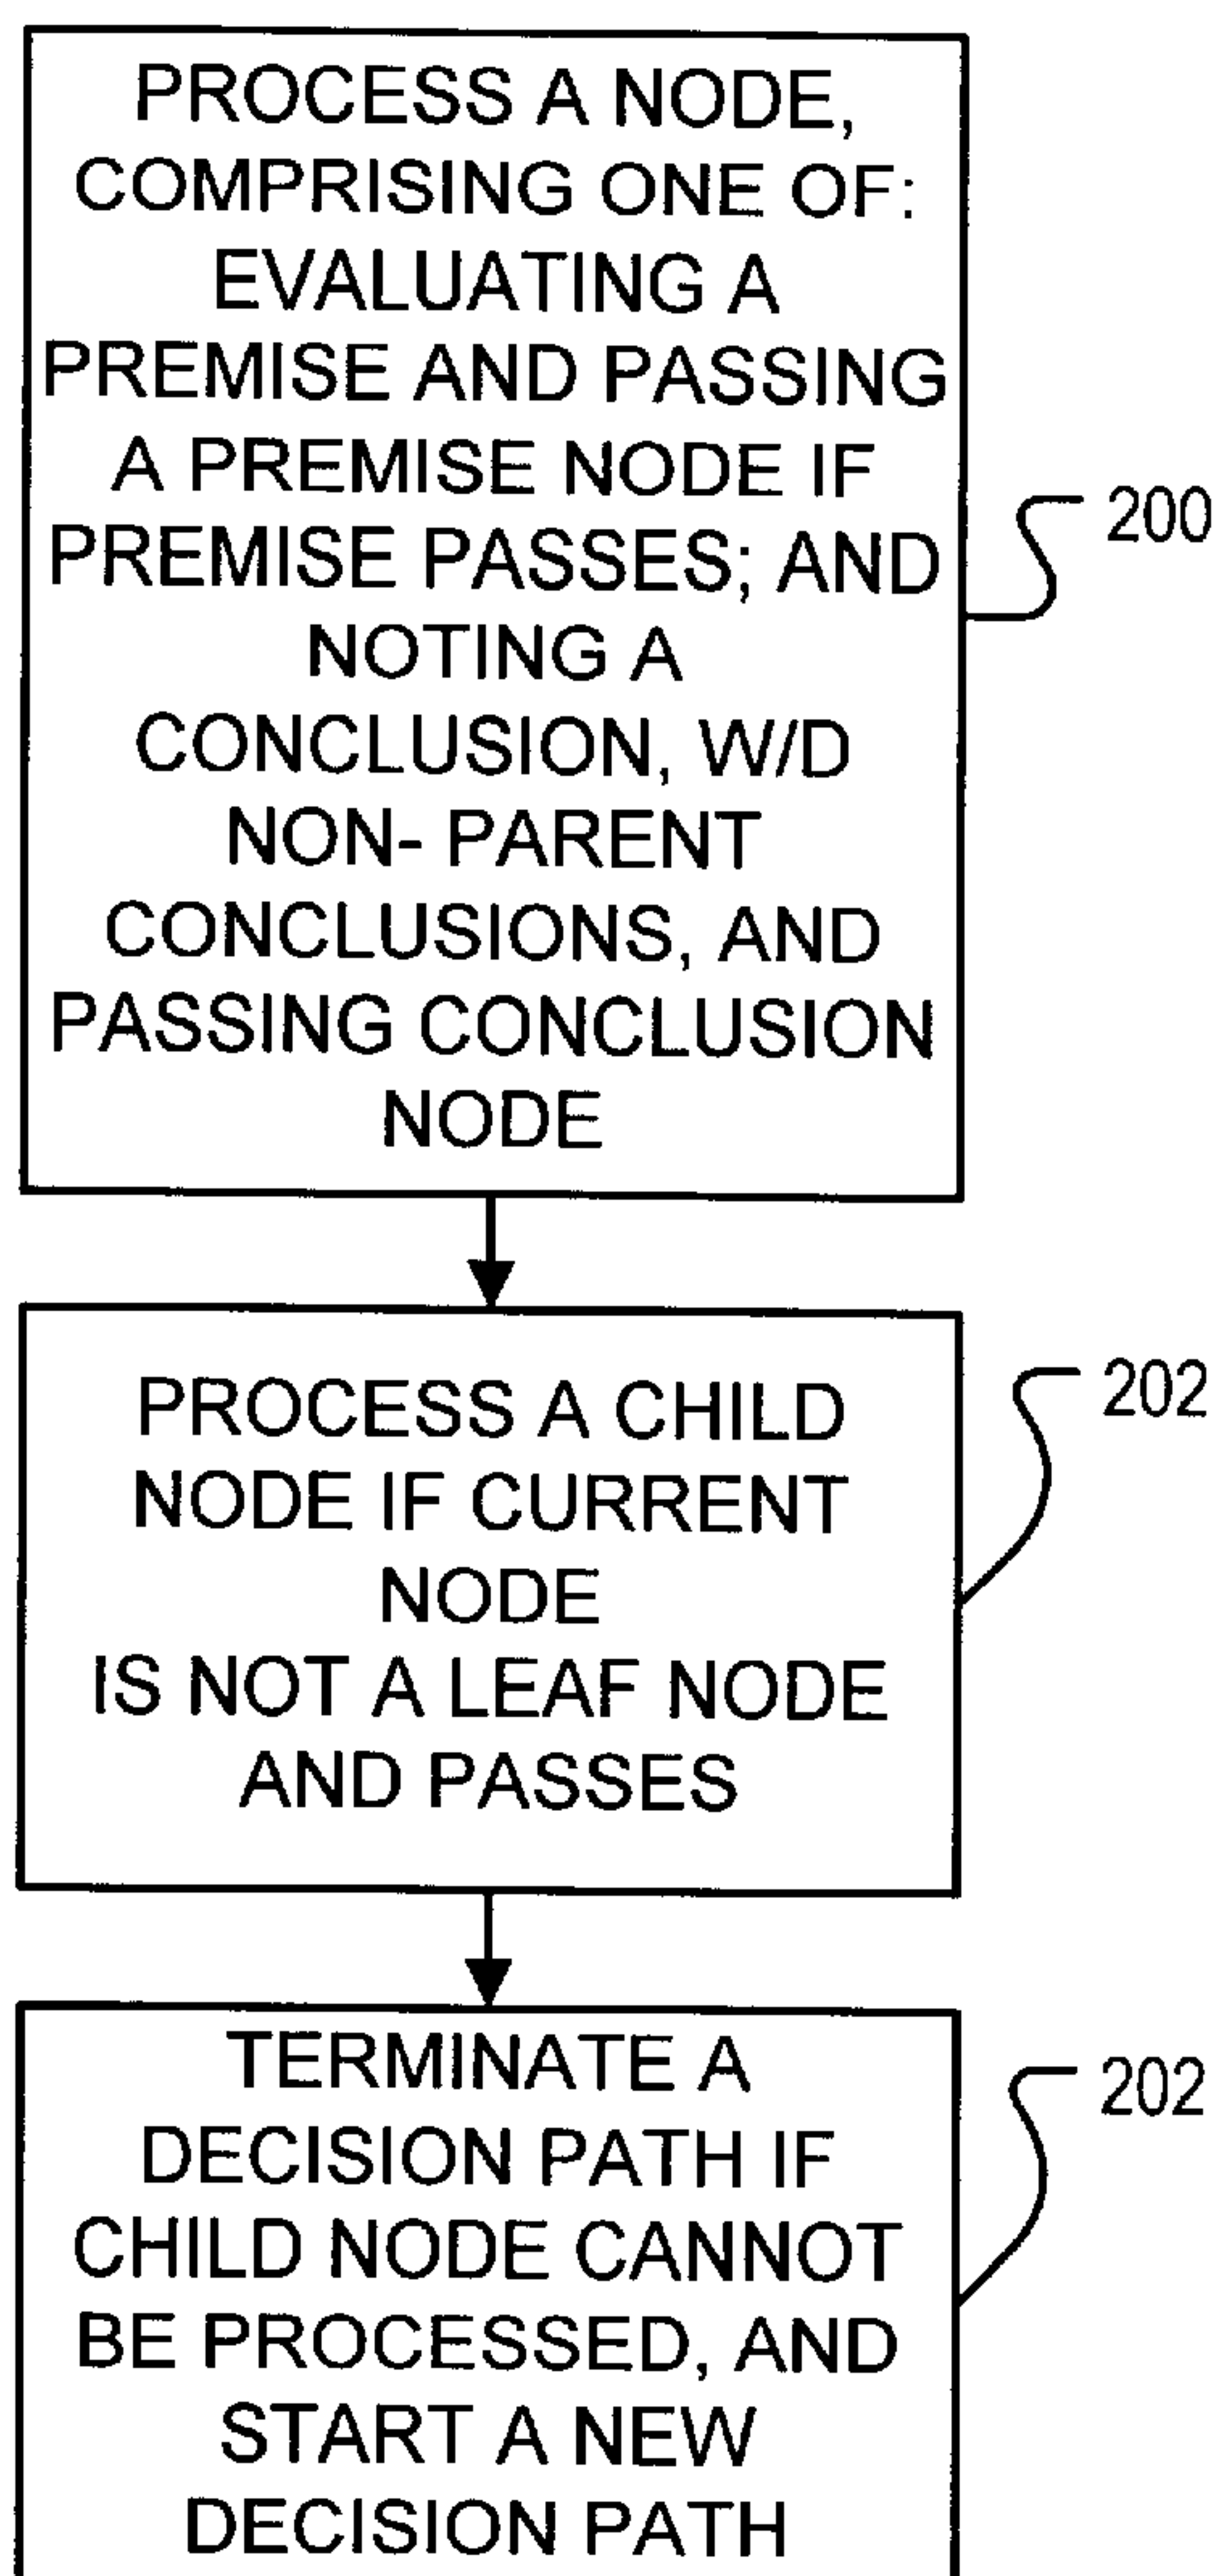 PROCESS A NODE,
COMPRISING ONE OF:
EVALUATING A
PREMISE AND PASSING
A PREMISE NODE IF
PREMISE PASSES; AND
NOTING A
CONCLUSION, W/D
NON- PARENT
CONCLUSIONS, AND
PASSING CONCLUSION
NODE
200
PROCESS A CHILD
NODE IF CURRENT
NODE
IS NOT A LEAF NODE
AND PASSES
202
TERMINATE A
DECISION PATH IF
CHILD NODE CANNOT
BE PROCESSED, AND
START A NEW
DECISION PATH
202